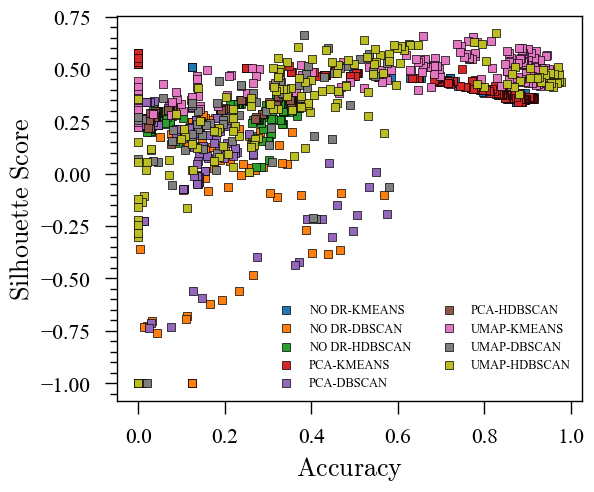 0.75
0.50
0.25
0.00
−0.25
−0.50
−0.75
−1.00
Silhouette Score
NO DR-KMEANS
NO DR-DBSCAN
NO DR-HDBSCAN
PCA-KMEANS
PCA-DBSCAN
PCA-HDBSCAN
UMAP-KMEANS
UMAP-DBSCAN
UMAP-HDBSCAN
0.0 0.2 0.4 0.6 0.8 1.0
Accuracy